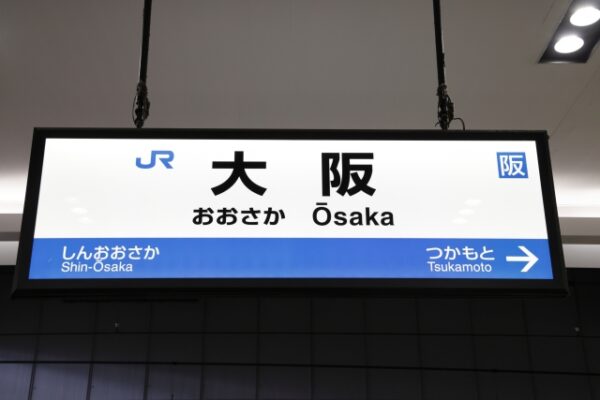 JR 大阪 阪
おおさか Ōsaka
しんおおさか つかもと →
Shin-Ōsaka Tsukamoto